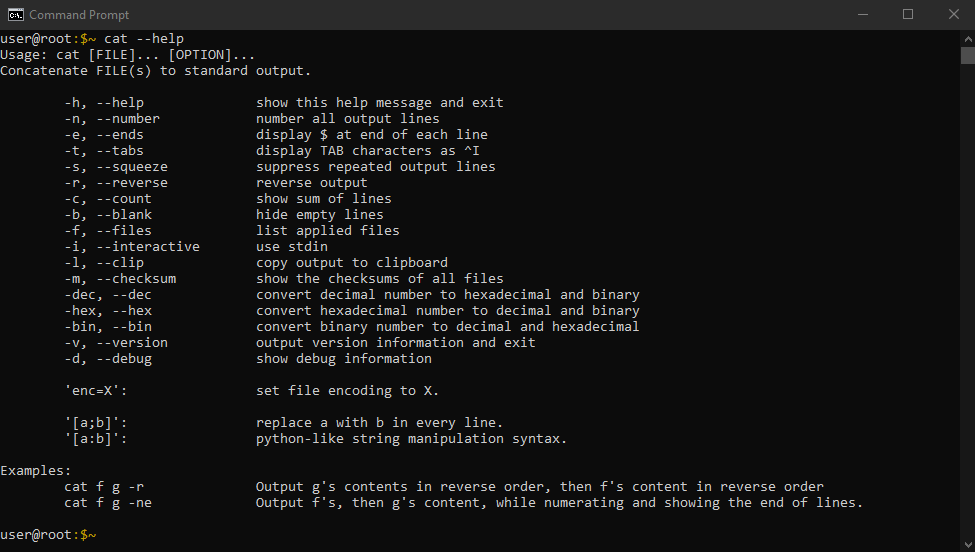 Command Prompt
user@root:$~ cat --help
Usage: cat [FILE]... [OPTION]...
Concatenate FILE(s) to standard output.
-h, --help show this help message and exit
-n, --number number all output lines
-e, --ends display $ at end of each line
-t, --tabs display TAB characters as ^I
-s, --squeeze suppress repeated output lines
-r, --reverse reverse output
-c, --count show sum of lines
-b, --blank hide empty lines
-f, --files list applied files
-i, --interactive use stdin
-l, --clip copy output to clipboard
-m, --checksum show the checksums of all files
-dec, --dec convert decimal number to hexadecimal and binary
-hex, --hex convert hexadecimal number to decimal and binary
-bin, --bin convert binary number to decimal and hexadecimal
-v, --version output version information and exit
-d, --debug show debug information
'enc=X': set file encoding to X.
'[a;b]': replace a with b in every line.
'[a:b]': python-like string manipulation syntax.
Examples:
cat f g -r Output g's contents in reverse order, then f's content in reverse order
cat f g -ne Output f's, then g's content, while numerating and showing the end of lines.
user@root:$~